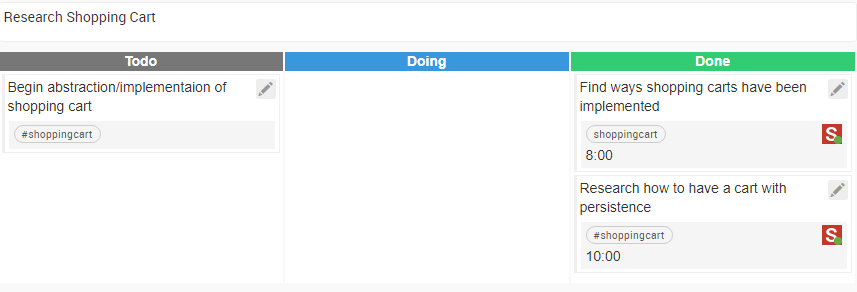 Research Shopping Cart
Todo
Doing
Done
Begin abstraction/implementaion of
shopping cart
#shoppingcart
Find ways shopping carts have been
implemented
shoppingcart
S
8:00
Research how to have a cart with
persistence
#shoppingcart
S
10:00